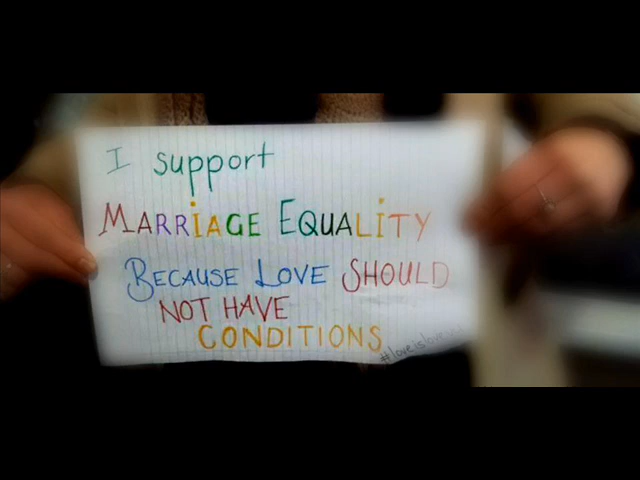 I support
MARRiAGE EQUALiTY
BECAUSE LOVE SHOULD
NOT HAVE
CONDITIONS